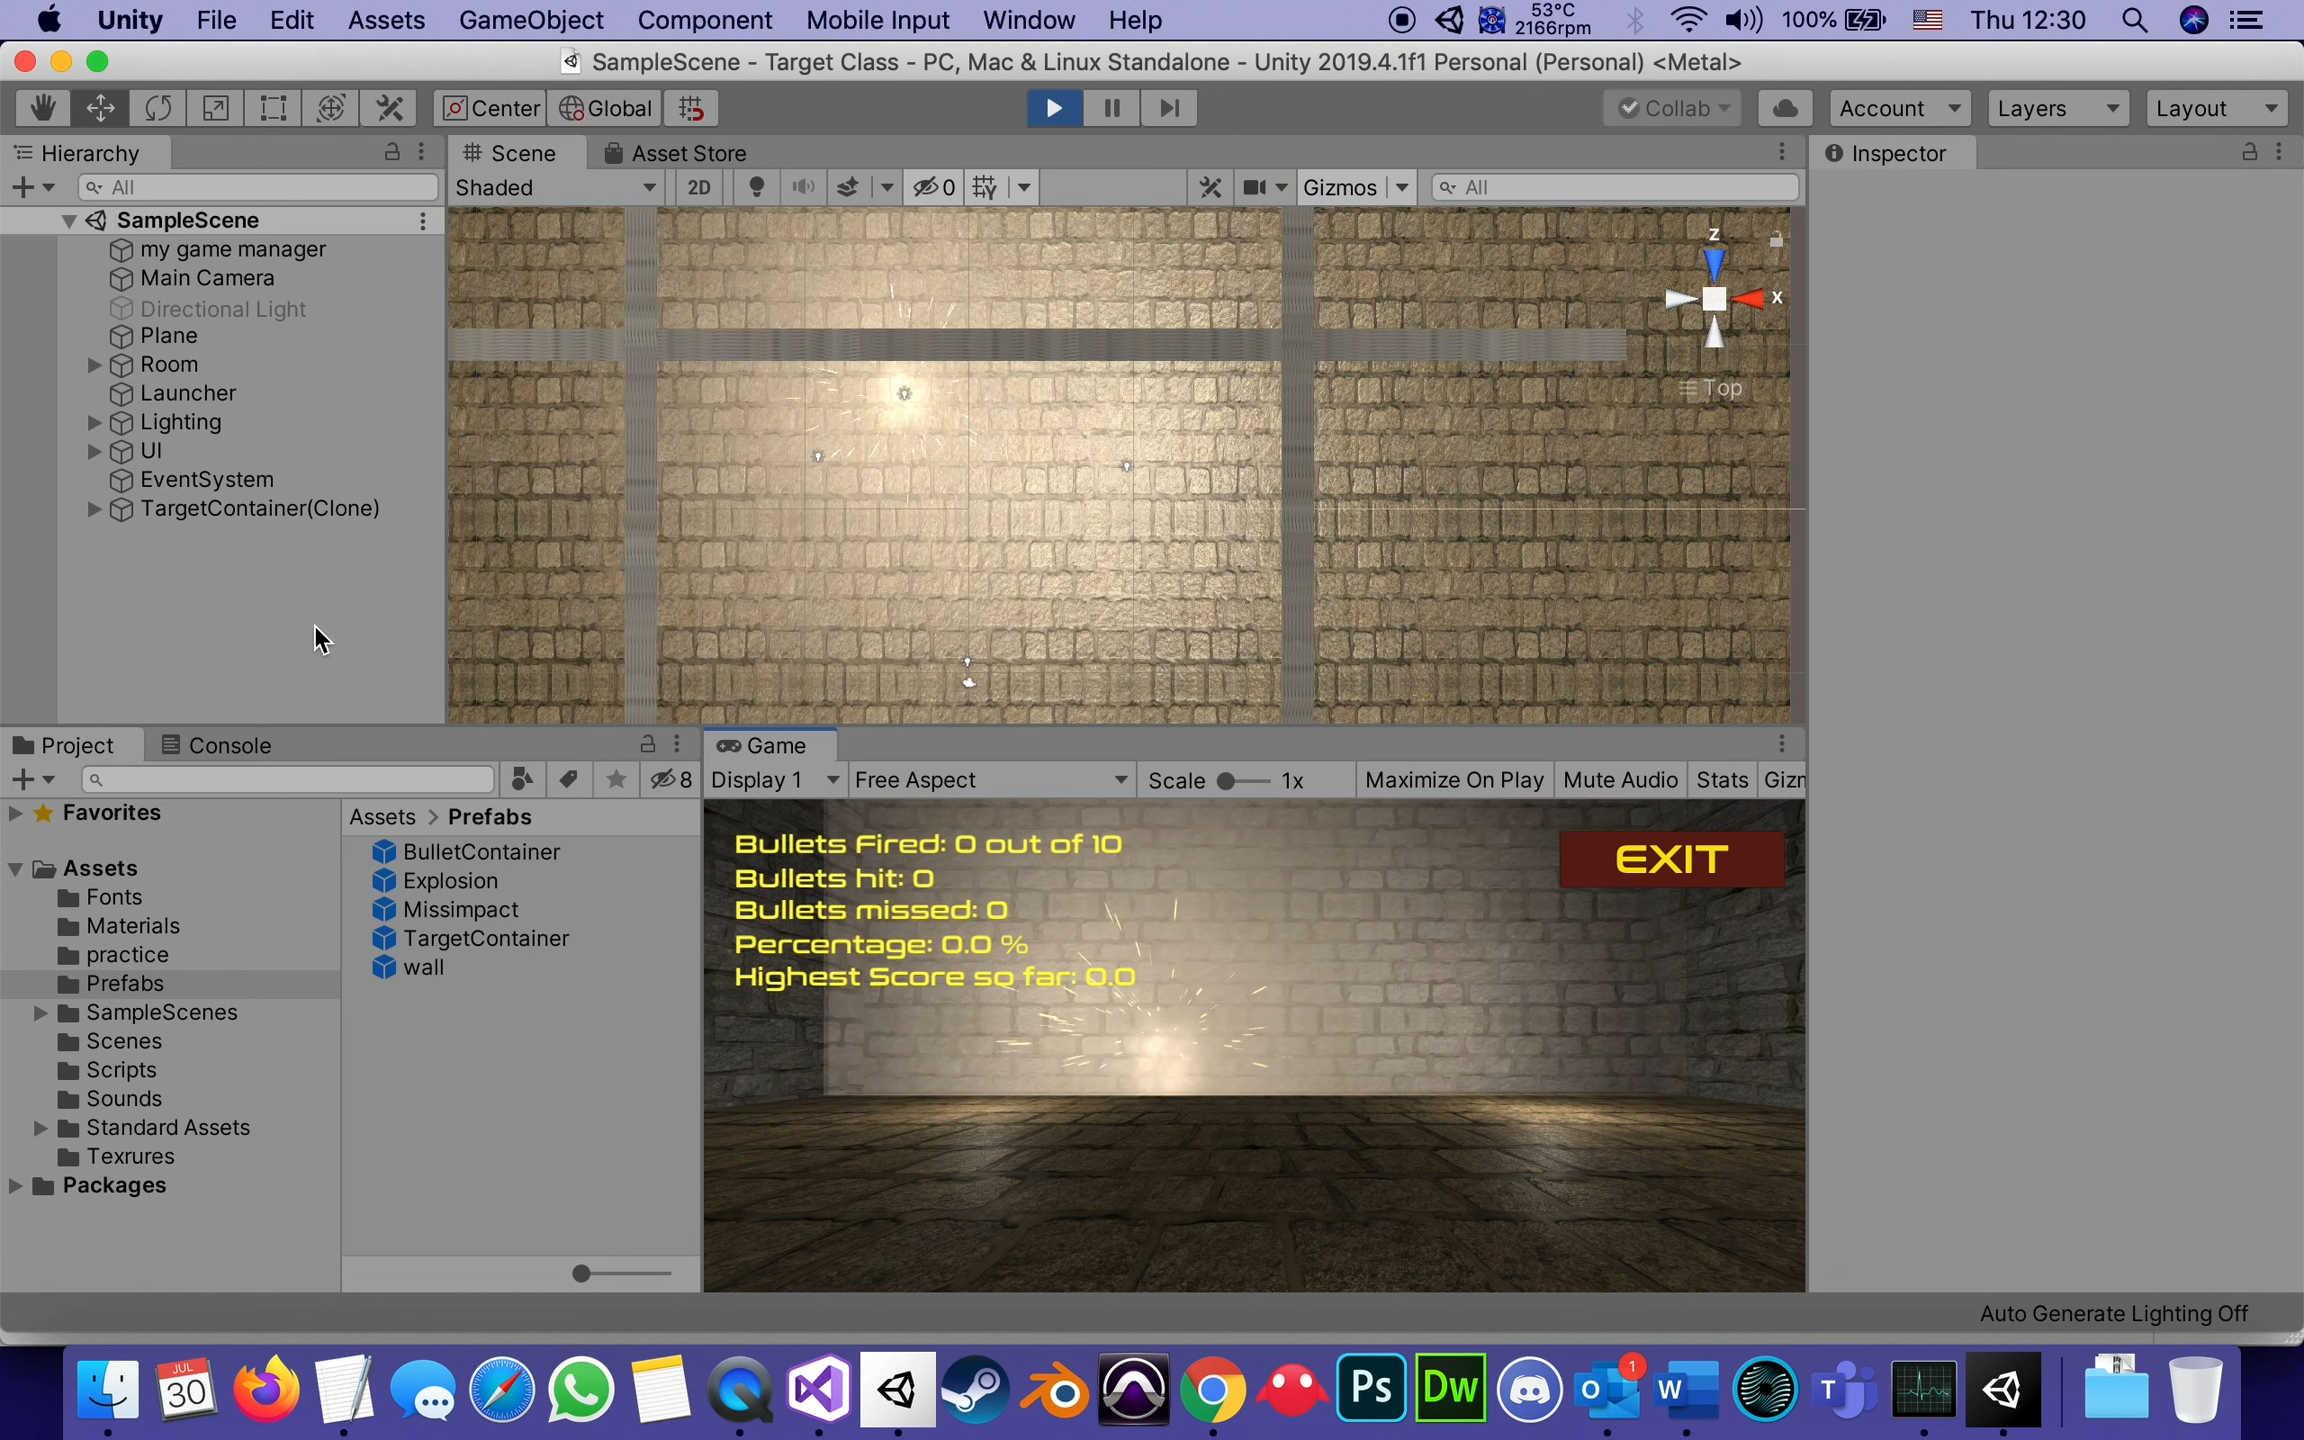 Unity File Edit Assets GameObject Component Mobile Input Window Help 53°C 2166rpm 100% Thu 12:30
SampleScene - Target Class - PC, Mac & Linux Standalone - Unity 2019.4.1f1 Personal (Personal) <Metal>
Center Global Collab Account Layers Layout
Hierarchy
All
SampleScene
my game manager
Main Camera
Directional Light
Plane
Room
Launcher
Lighting
UI
EventSystem
TargetContainer(Clone)
Scene Asset Store
Shaded 2D 0 Gizmos All
Z
X
Top
Inspector
Project Console
8
Favorites
Assets
Fonts
Materials
practice
Prefabs
SampleScenes
Scenes
Scripts
Sounds
Standard Assets
Texrures
Packages
Assets > Prefabs
BulletContainer
Explosion
Missimpact
TargetContainer
wall
Game
Display 1 Free Aspect Scale 1x Maximize On Play Mute Audio Stats Gizm
Bullets Fired: 0 out of 10
Bullets hit: 0
Bullets missed: 0
Percentage: 0.0 %
Highest Score so far: 0.0
EXIT
Auto Generate Lighting Off
JUL
30
Ps
Dw
O
1
W
T